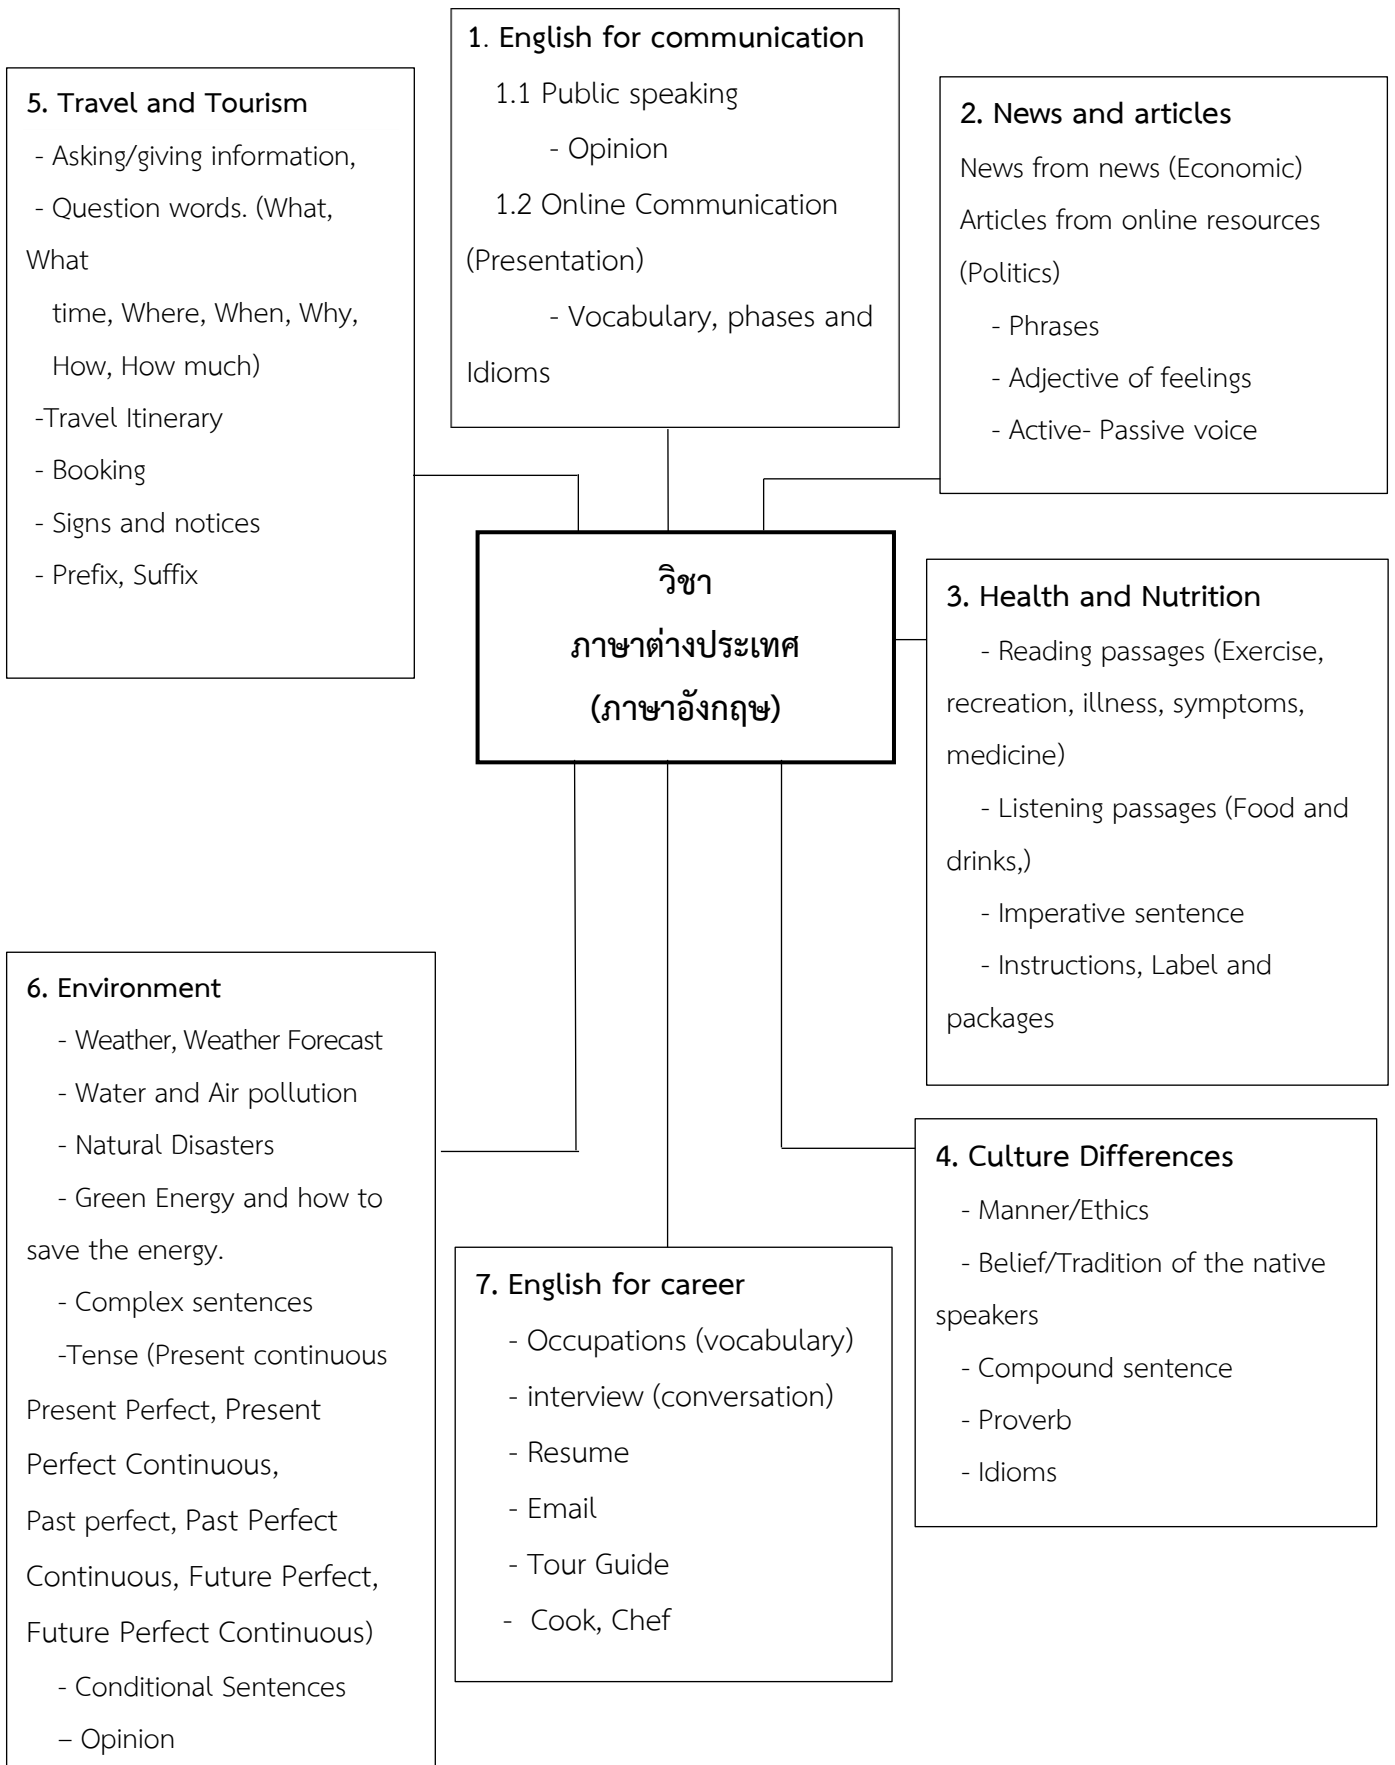 1. English for communication
1.1 Public speaking
- Opinion
1.2 Online Communication
(Presentation)
- Vocabulary, phases and
Idioms
5. Travel and Tourism
- Asking/giving information,
- Question words. (What,
What
time, Where, When, Why,
How, How much)
-Travel Itinerary
- Booking
- Signs and notices
- Prefix, Suffix
2. News and articles
News from news (Economic)
Articles from online resources
(Politics)
- Phrases
- Adjective of feelings
- Active- Passive voice
วิชา
ภาษาต่างประเทศ
(ภาษาอังกฤษ)
3. Health and Nutrition
- Reading passages (Exercise,
recreation, illness, symptoms,
medicine)
- Listening passages (Food and
drinks,)
- Imperative sentence
- Instructions, Label and
packages
6. Environment
- Weather, Weather Forecast
- Water and Air pollution
- Natural Disasters
- Green Energy and how to
save the energy.
- Complex sentences
-Tense (Present continuous
Present Perfect, Present
Perfect Continuous,
Past perfect, Past Perfect
Continuous, Future Perfect,
Future Perfect Continuous)
- Conditional Sentences
– Opinion
4. Culture Differences
- Manner/Ethics
- Belief/Tradition of the native
speakers
- Compound sentence
- Proverb
- Idioms
7. English for career
- Occupations (vocabulary)
- interview (conversation)
- Resume
- Email
- Tour Guide
- Cook, Chef